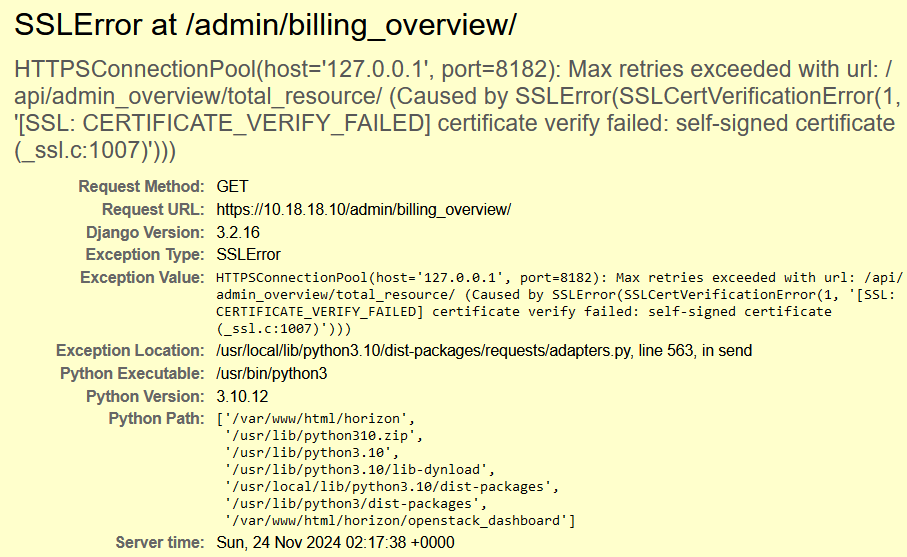 SSLError at /admin/billing_overview/
HTTPSConnectionPool(host='127.0.0.1', port=8182): Max retries exceeded with url: /
api/admin_overview/total_resource/ (Caused by SSLError(SSLCertVerificationError(1,
'[SSL: CERTIFICATE_VERIFY_FAILED] certificate verify failed: self-signed certificate
(_ssl.c:1007)')))
Request Method: GET
Request URL: https://10.18.18.10/admin/billing_overview/
Django Version: 3.2.16
Exception Type: SSLError
Exception Value: HTTPSConnectionPool(host='127.0.0.1', port=8182): Max retries exceeded with url: /api/
admin_overview/total_resource/ (Caused by SSLError(SSLCertVerificationError(1, '[SSL:
CERTIFICATE_VERIFY_FAILED] certificate verify failed: self-signed certificate
(_ssl.c:1007)')))
Exception Location: /usr/local/lib/python3.10/dist-packages/requests/adapters.py, line 563, in send
Python Executable: /usr/bin/python3
Python Version: 3.10.12
Python Path: ['/var/www/html/horizon',
'/usr/lib/python310.zip',
'/usr/lib/python3.10',
'/usr/lib/python3.10/lib-dynload',
'/usr/local/lib/python3.10/dist-packages',
'/usr/lib/python3/dist-packages',
'/var/www/html/horizon/openstack_dashboard']
Server time: Sun, 24 Nov 2024 02:17:38 +0000